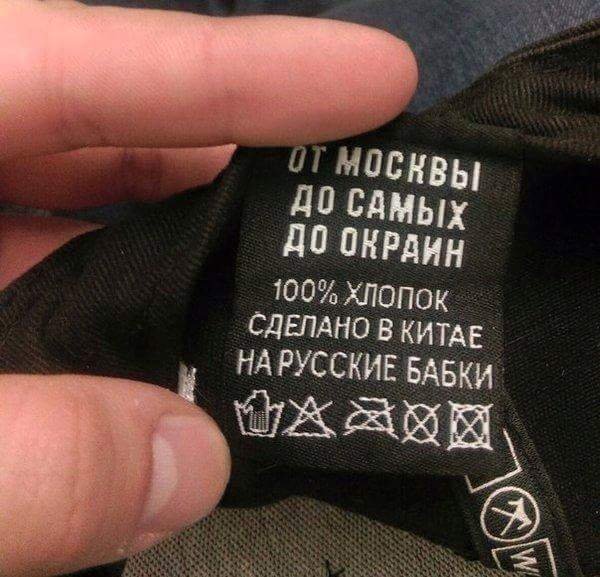 ОТ МОСКВЫ
ДО САМЫХ
ДО ОКРАИН
100% ХЛОПОК
СДЕЛАНО В КИТАЕ
НА РУССКИЕ БАБКИ
W